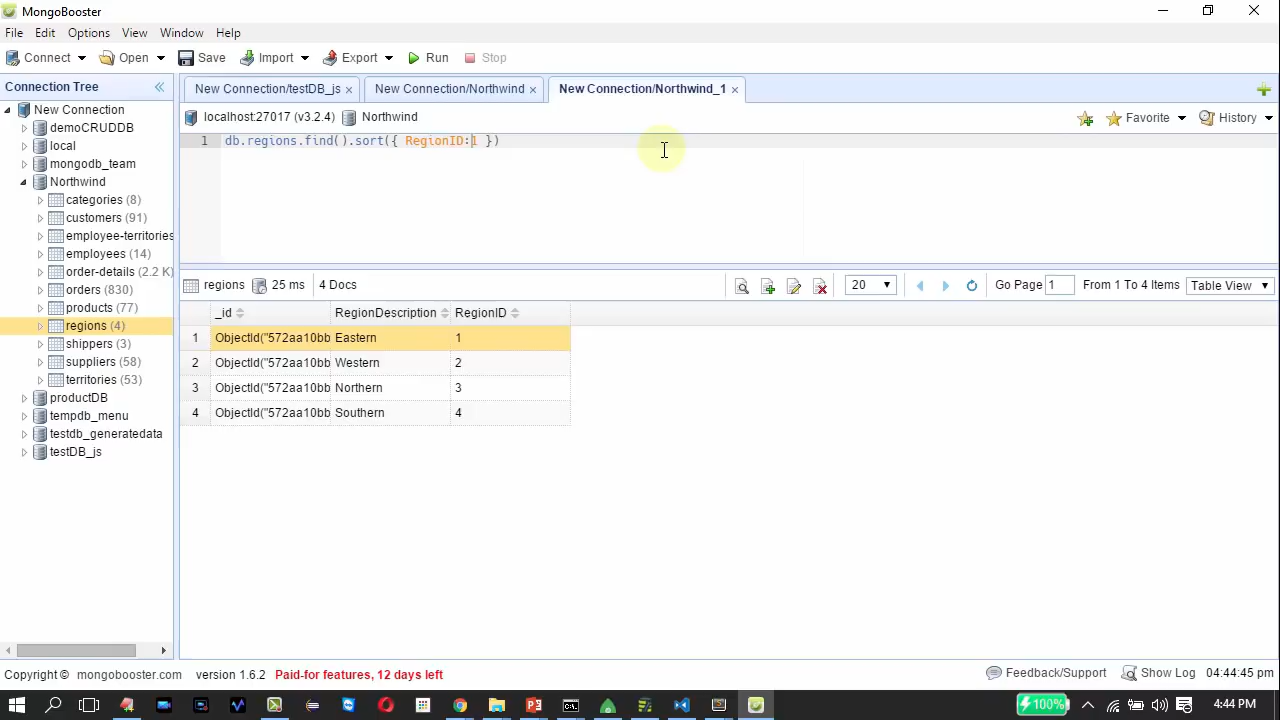 MongoBooster
File Edit Options View Window Help
Connect Open Save Import Export Run Stop
Connection Tree
New Connection/testDB_js × New Connection/Northwind × New Connection/Northwind_1 ×
New Connection
demoCRUDDB
local
mongodb_team
Northwind
categories (8)
customers (91)
employee-territories
employees (14)
order-details (2.2 K)
orders (830)
products (77)
regions (4)
shippers (3)
suppliers (58)
territories (53)
productDB
tempdb_menu
testdb_generatedata
testDB_js
localhost:27017 (v3.2.4) Northwind
Favorite History
1 db.regions.find().sort({ RegionID:1 })
regions 25 ms 4 Docs
20 Go Page 1 From 1 To 4 Items Table View
_id RegionDescription RegionID
1 ObjectId("572aa10bb Eastern 1
2 ObjectId("572aa10bb Western 2
3 ObjectId("572aa10bb Northern 3
4 ObjectId("572aa10bb Southern 4
Copyright © mongobooster.com version 1.6.2 Paid-for features, 12 days left
Feedback/Support Show Log 04:44:45 pm
100% 4:44 PM